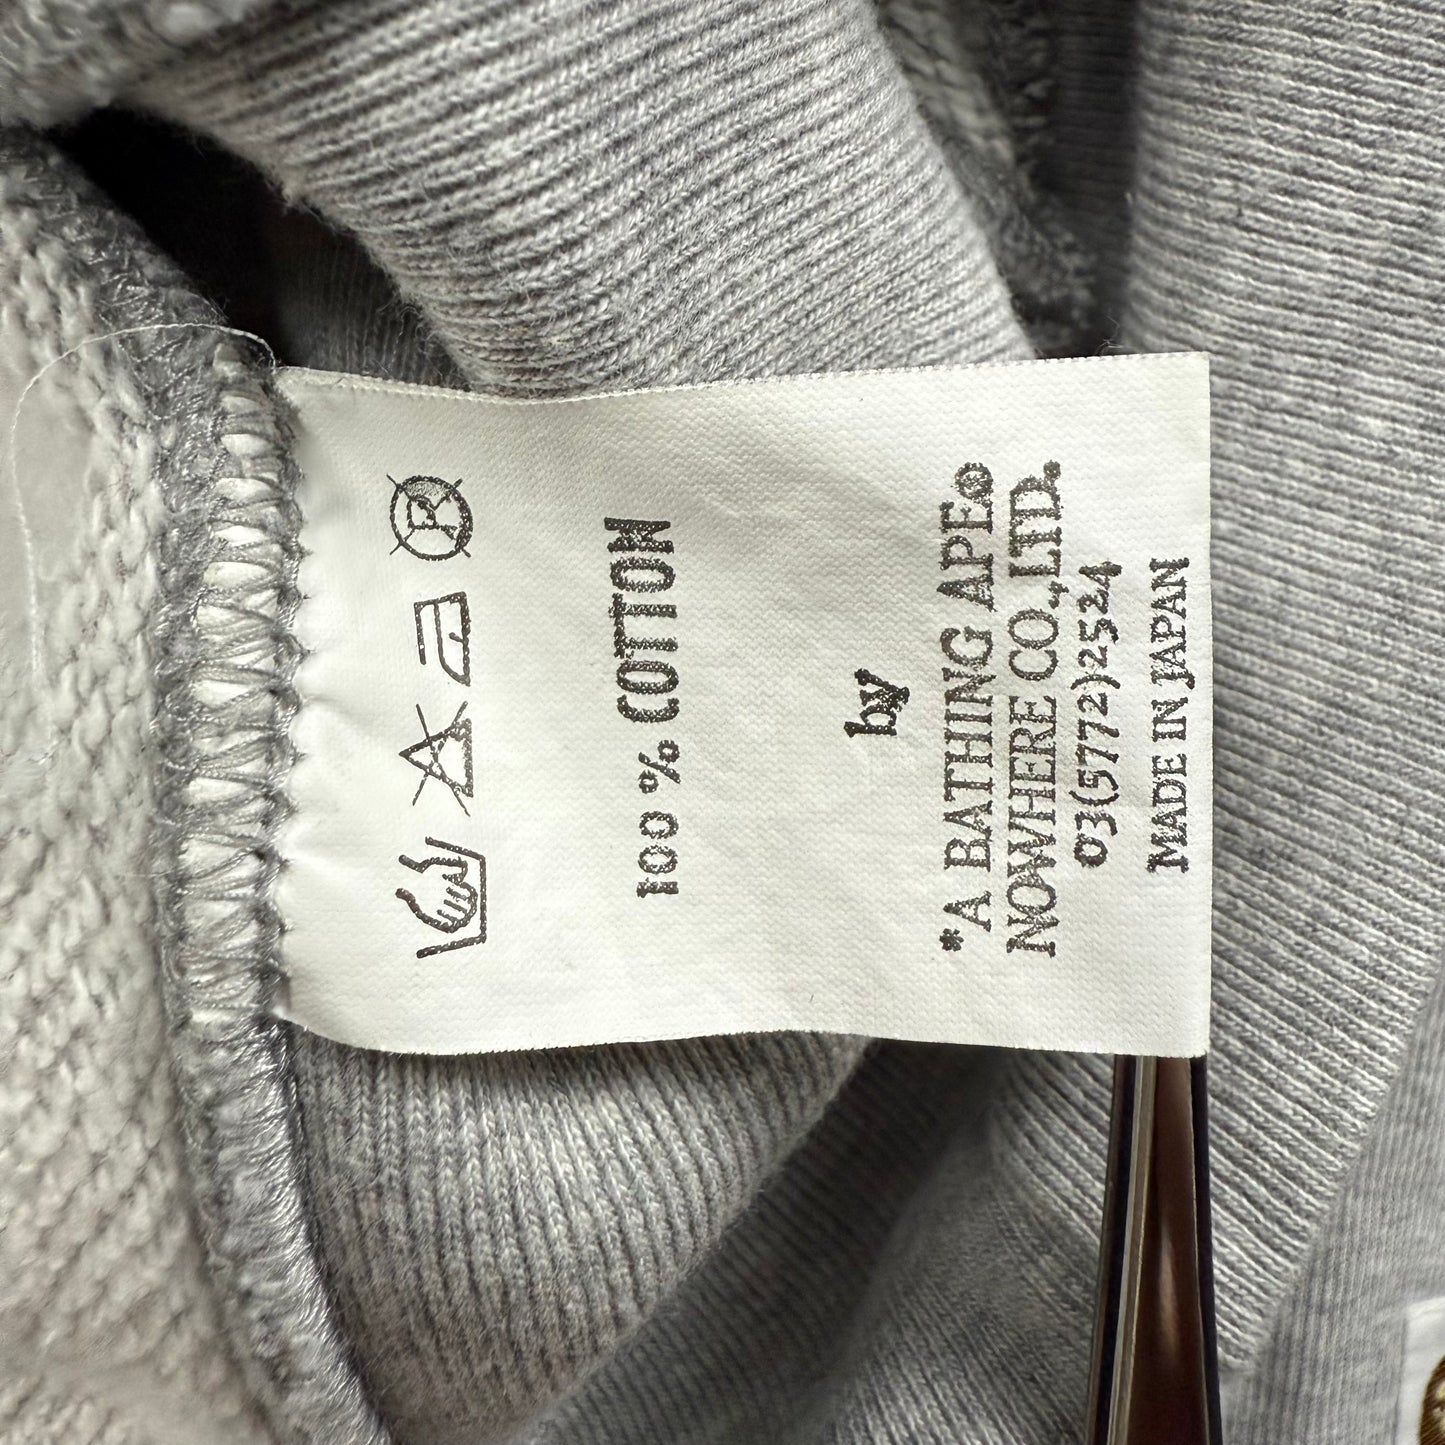 100 % COTTON
by
*A BATHING APE®
NOWHERE CO.,LTD.
03(5772)2524
MADE IN JAPAN